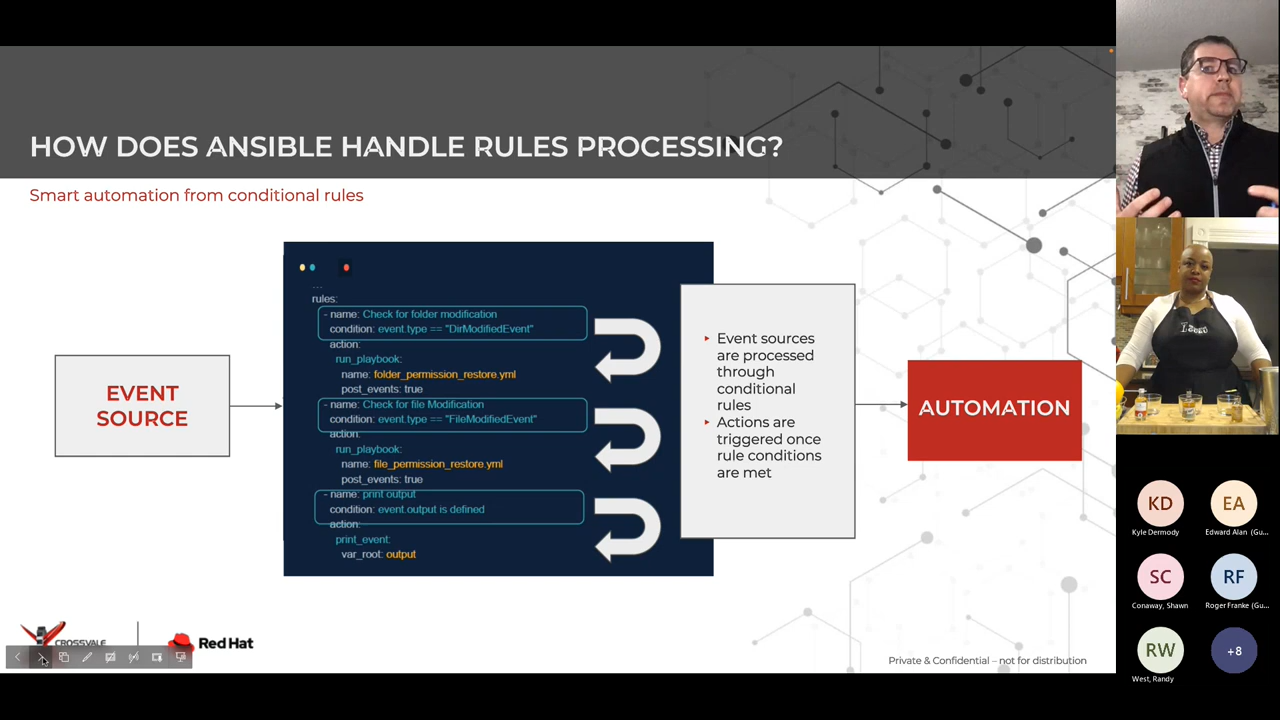 HOW DOES ANSIBLE HANDLE RULES PROCESSING?
Smart automation from conditional rules
EVENT
SOURCE
...
rules:
- name: Check for folder modification
condition: event.type == "DirModifiedEvent"
action:
run_playbook:
name: folder_permission_restore.yml
post_events: true
- name: Check for file Modification
condition: event.type == "FileModifiedEvent"
action:
run_playbook:
name: file_permission_restore.yml
post_events: true
- name: print output
condition: event.output is defined
action:
print_event:
var_root: output
Event sources
are processed
through
conditional
rules
Actions are
triggered once
rule conditions
are met
AUTOMATION
CROSSVALE
Red Hat
Private & Confidential – not for distribution
KD
Kyle Dermody
EA
Edward Alan (Gu...
SC
Conaway, Shawn
RF
Roger Franke (Gu...
RW
West, Randy
+8